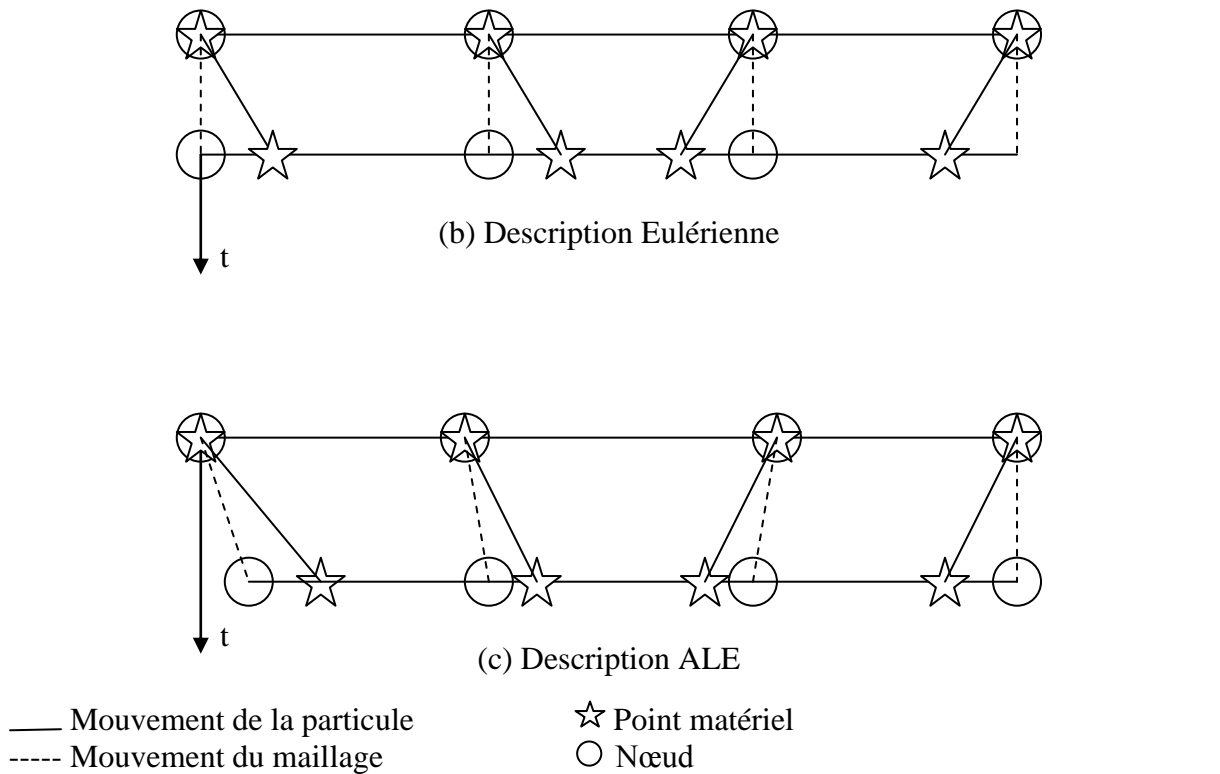 (b) Description Eulérienne
t
t
(c) Description ALE
Mouvement de la particule
Point matériel
----- Mouvement du maillage
Nœud